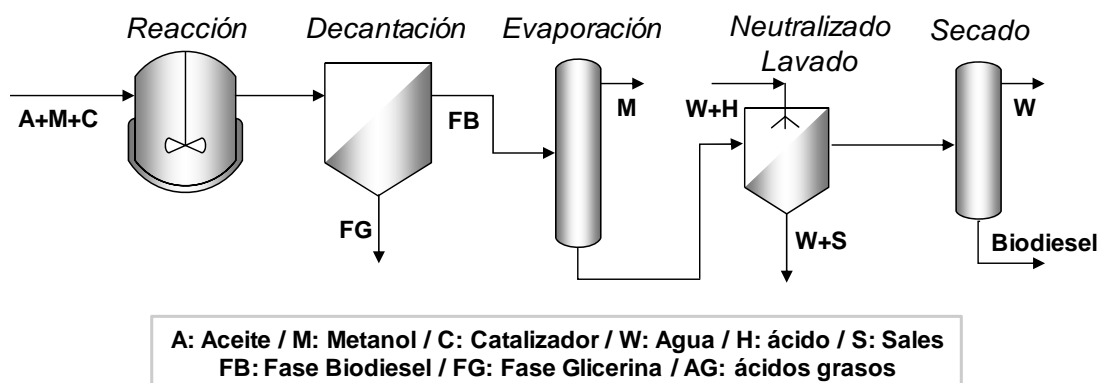 Reacción
Decantación
Evaporación
Neutralizado
Lavado
Secado
A+M+C
FB
FG
M
W+H
W+S
W
Biodiesel
A: Aceite / M: Metanol / C: Catalizador / W: Agua / H: ácido / S: Sales
FB: Fase Biodiesel / FG: Fase Glicerina / AG: ácidos grasos